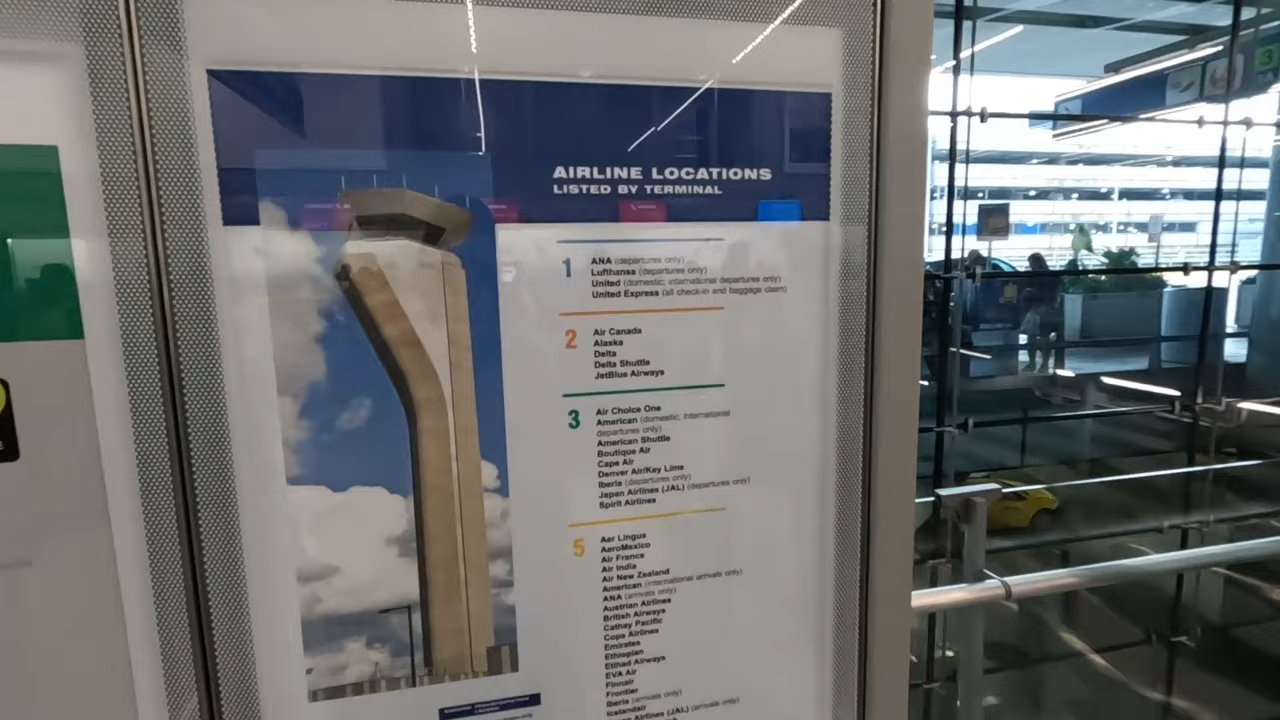 AIRLINE LOCATIONS
LISTED BY TERMINAL
1
ANA (departures only)
Lufthansa (departures only)
United (domestic; international departures only)
United Express (all check-in and baggage claim)
2
Air Canada
Alaska
Delta
Delta Shuttle
JetBlue Airways
3
Air Choice One
American (domestic; international
departures only)
American Shuttle
Boutique Air
Cape Air
Denver Air/Key Lime
Iberia (departures only)
Japan Airlines (JAL) (departures only)
Spirit Airlines
5
Aer Lingus
AeroMexico
Air France
Air India
Air New Zealand
American (international arrivals only)
ANA (arrivals only)
Austrian Airlines
British Airways
Cathay Pacific
Copa Airlines
Emirates
Ethiopian
Etihad Airways
EVA Air
Finnair
Frontier
Iberia (arrivals only)
Icelandair
Airlines (JAL) (arrivals only)
3